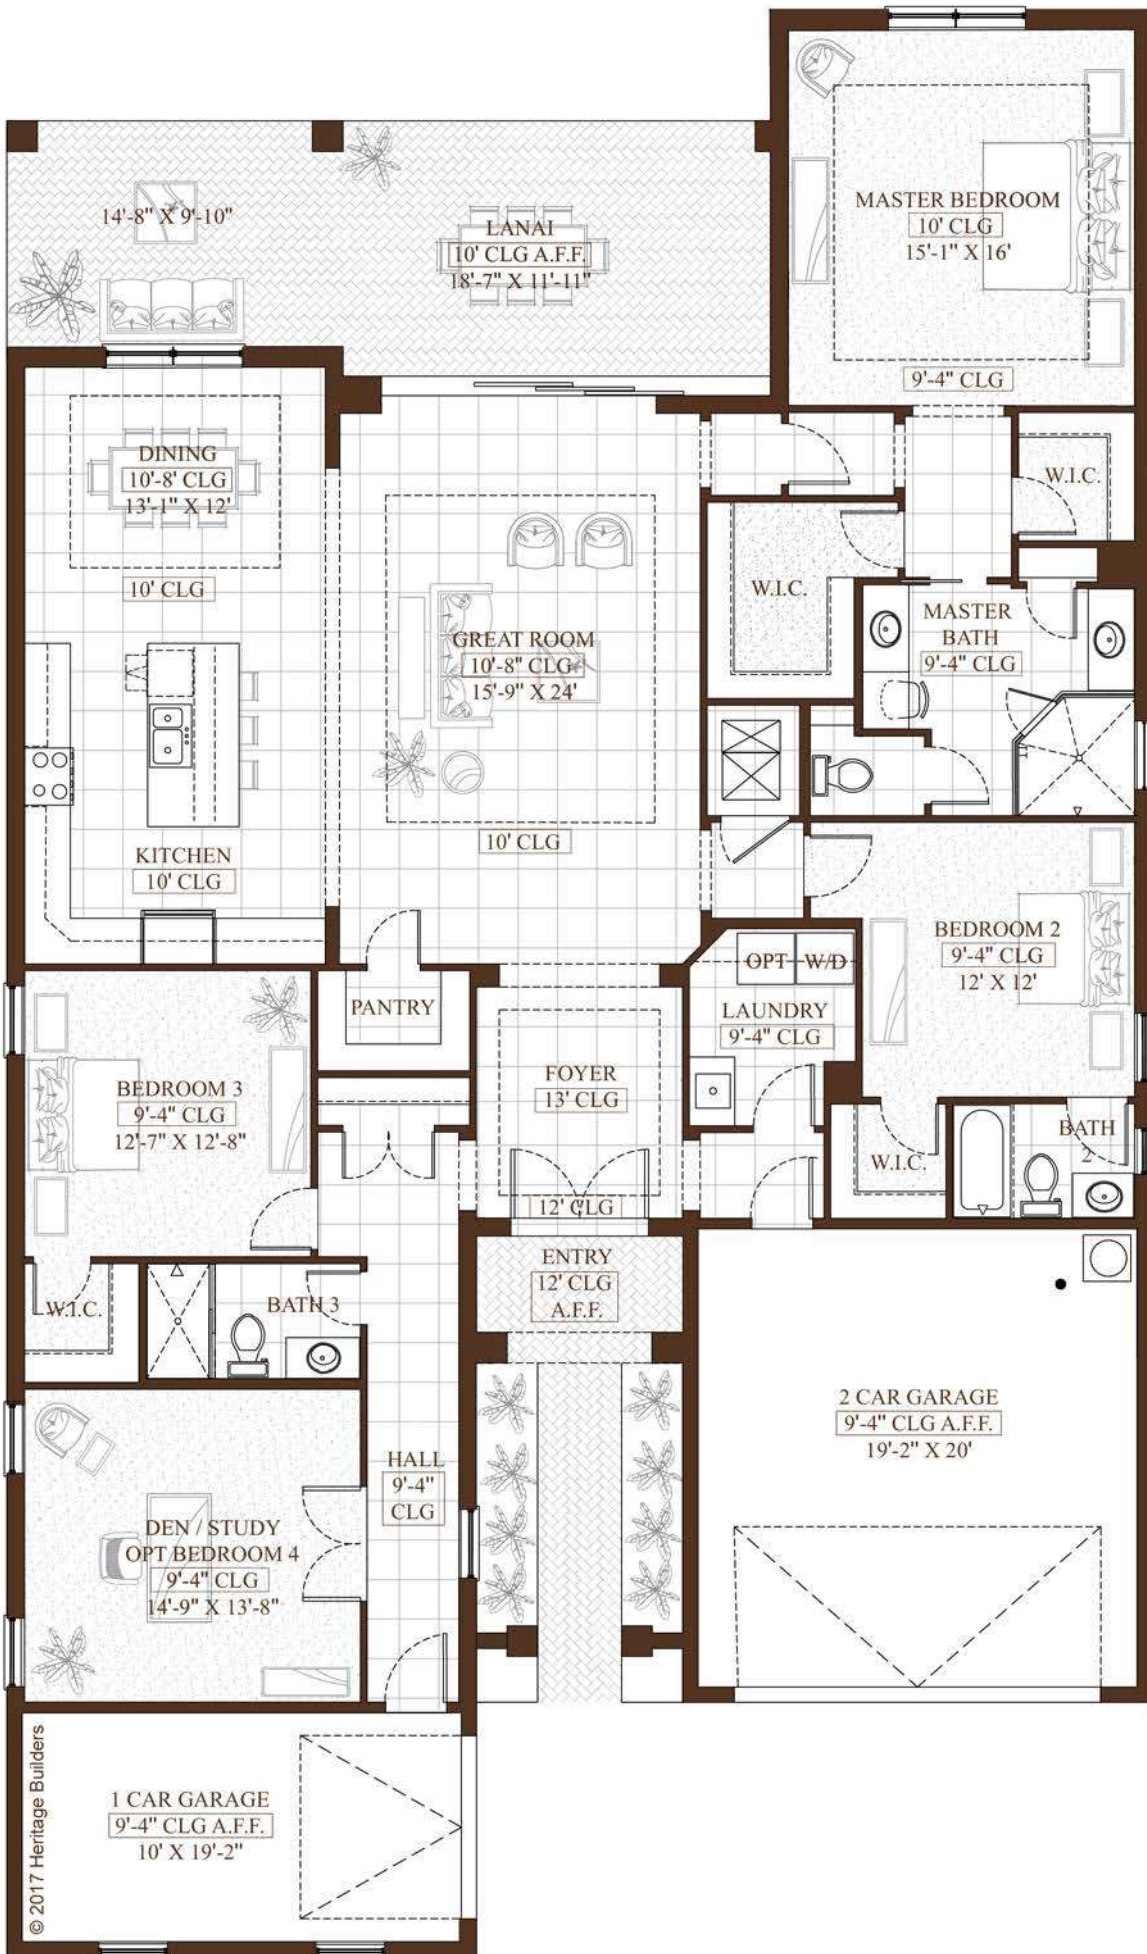 MASTER BEDROOM
10' CLG
15'-1" X 16'
9'-4" CLG
14'-8" X 9'-10"
LANAI
10' CLG A.F.F.
18'-7" X 11'-11"
DINING
10'-8' CLG
13'-1" X 12'
10' CLG
GREAT ROOM
10'-8" CLG
15'-9" X 24'
10' CLG
W.I.C.
W.I.C.
MASTER
BATH
9'-4" CLG
KITCHEN
10' CLG
BEDROOM 2
9'-4" CLG
12' X 12'
OPT W/D
LAUNDRY
9'-4" CLG
PANTRY
FOYER
13' CLG
12' CLG
BEDROOM 3
9'-4" CLG
12'-7" X 12'-8"
W.I.C.
BATH
2
ENTRY
12' CLG
A.F.F.
W.I.C.
BATH 3
2 CAR GARAGE
9'-4" CLG A.F.F.
19'-2" X 20'
HALL
9'-4"
CLG
DEN / STUDY
OPT BEDROOM 4
9'-4" CLG
14'-9" X 13'-8"
1 CAR GARAGE
9'-4" CLG A.F.F.
10' X 19'-2"
© 2017 Heritage Builders